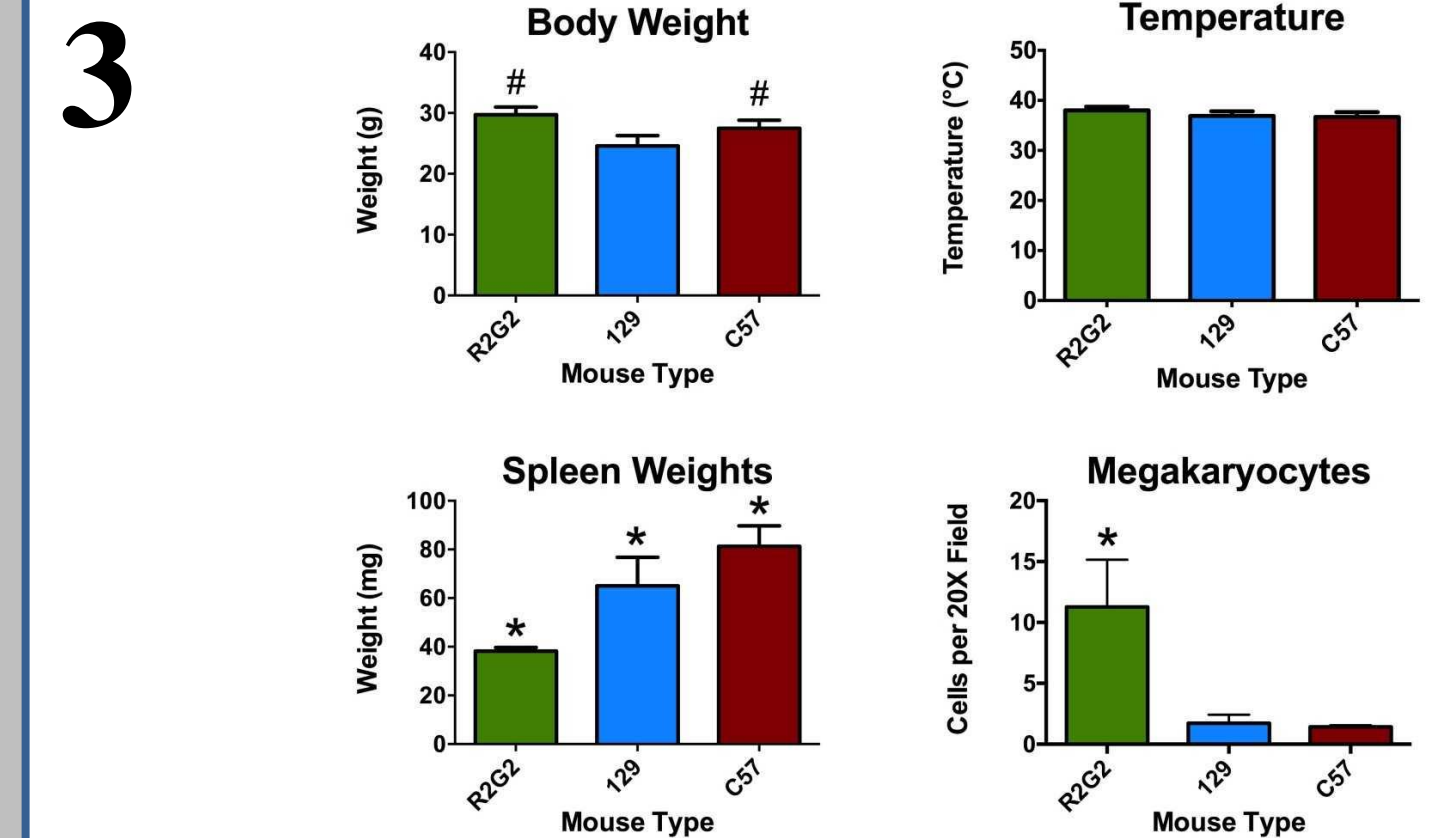 3
Body Weight
Weight (g)
40
30
20
10
0
#
#
R2G2
129
C57
Mouse Type
Temperature
Temperature (°C)
50
40
30
20
10
0
R2G2
129
C57
Mouse Type
Spleen Weights
Weight (mg)
100
80
60
40
20
0
*
*
*
R2G2
129
C57
Mouse Type
Megakaryocytes
Cells per 20X Field
20
15
10
5
0
*
R2G2
129
C57
Mouse Type